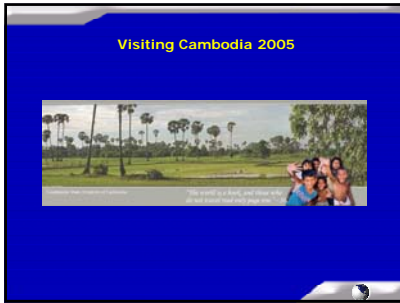 Visiting Cambodia 2005
"The world is a book, and those who
do not travel read only page one."